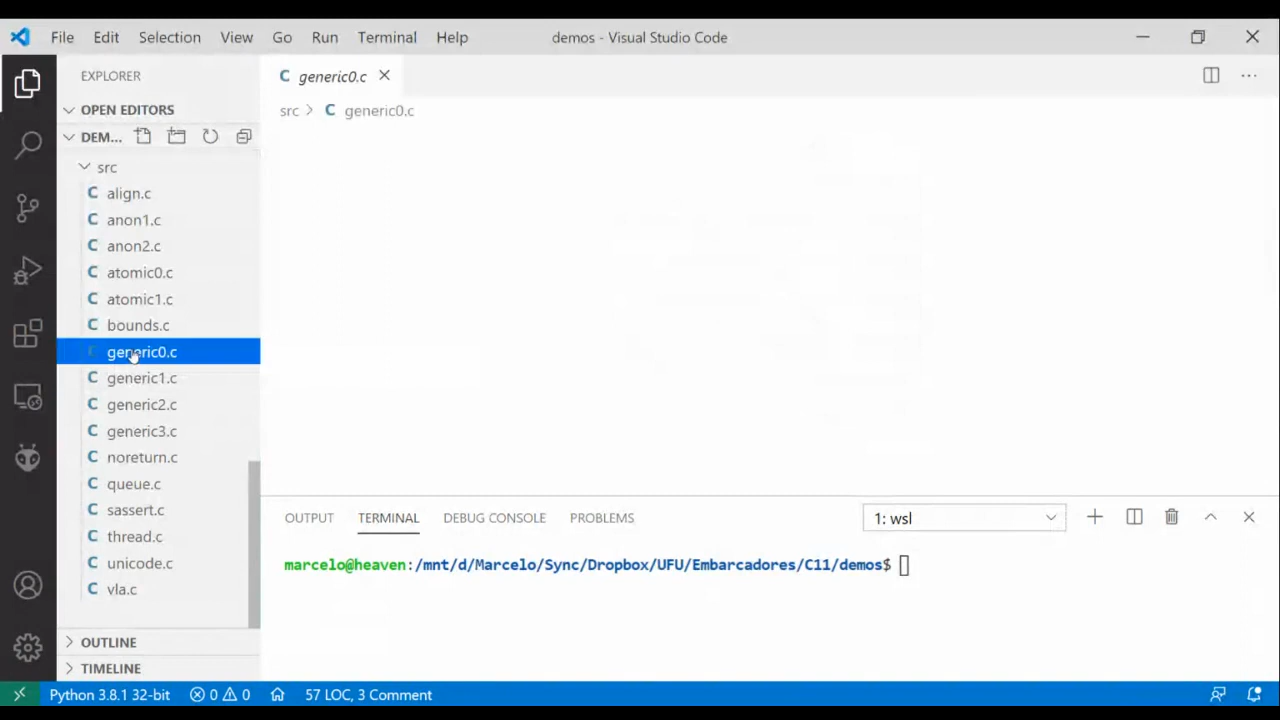 File Edit Selection View Go Run Terminal Help demos - Visual Studio Code
EXPLORER
OPEN EDITORS
DEM...
src
C align.c
C anon1.c
C anon2.c
C atomic0.c
C atomic1.c
C bounds.c
C generic0.c
C generic1.c
C generic2.c
C generic3.c
C noreturn.c
C queue.c
C sassert.c
C thread.c
C unicode.c
C vla.c
OUTLINE
TIMELINE
C generic0.c
src > C generic0.c
OUTPUT TERMINAL DEBUG CONSOLE PROBLEMS 1: wsl
marcelo@heaven:/mnt/d/Marcelo/Sync/Dropbox/UFU/Embarcadores/C11/demos$
Python 3.8.1 32-bit 0 0 57 LOC, 3 Comment